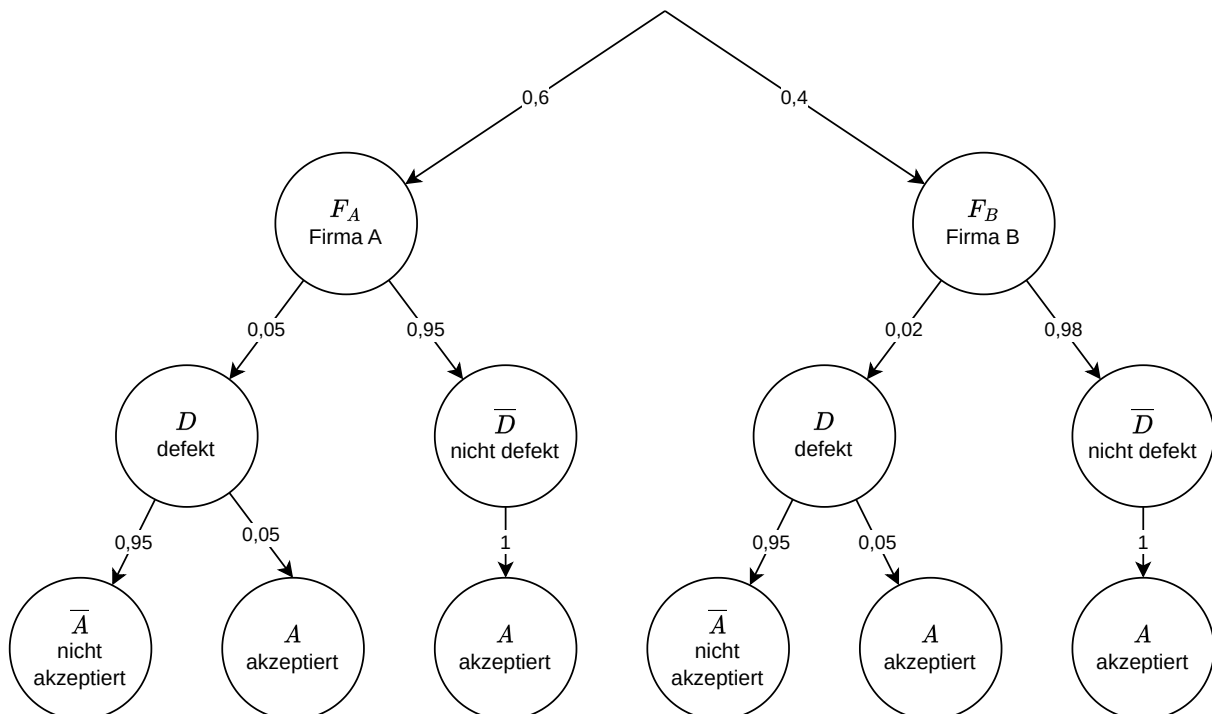 0,6
0,4
F_A
Firma A
F_B
Firma B
0,05
0,95
0,02
0,98
D
defekt
D̅
nicht defekt
D
defekt
D̅
nicht defekt
0,95
0,05
1
0,95
0,05
1
A̅
nicht
akzeptiert
A
akzeptiert
A
akzeptiert
A̅
nicht
akzeptiert
A
akzeptiert
A
akzeptiert